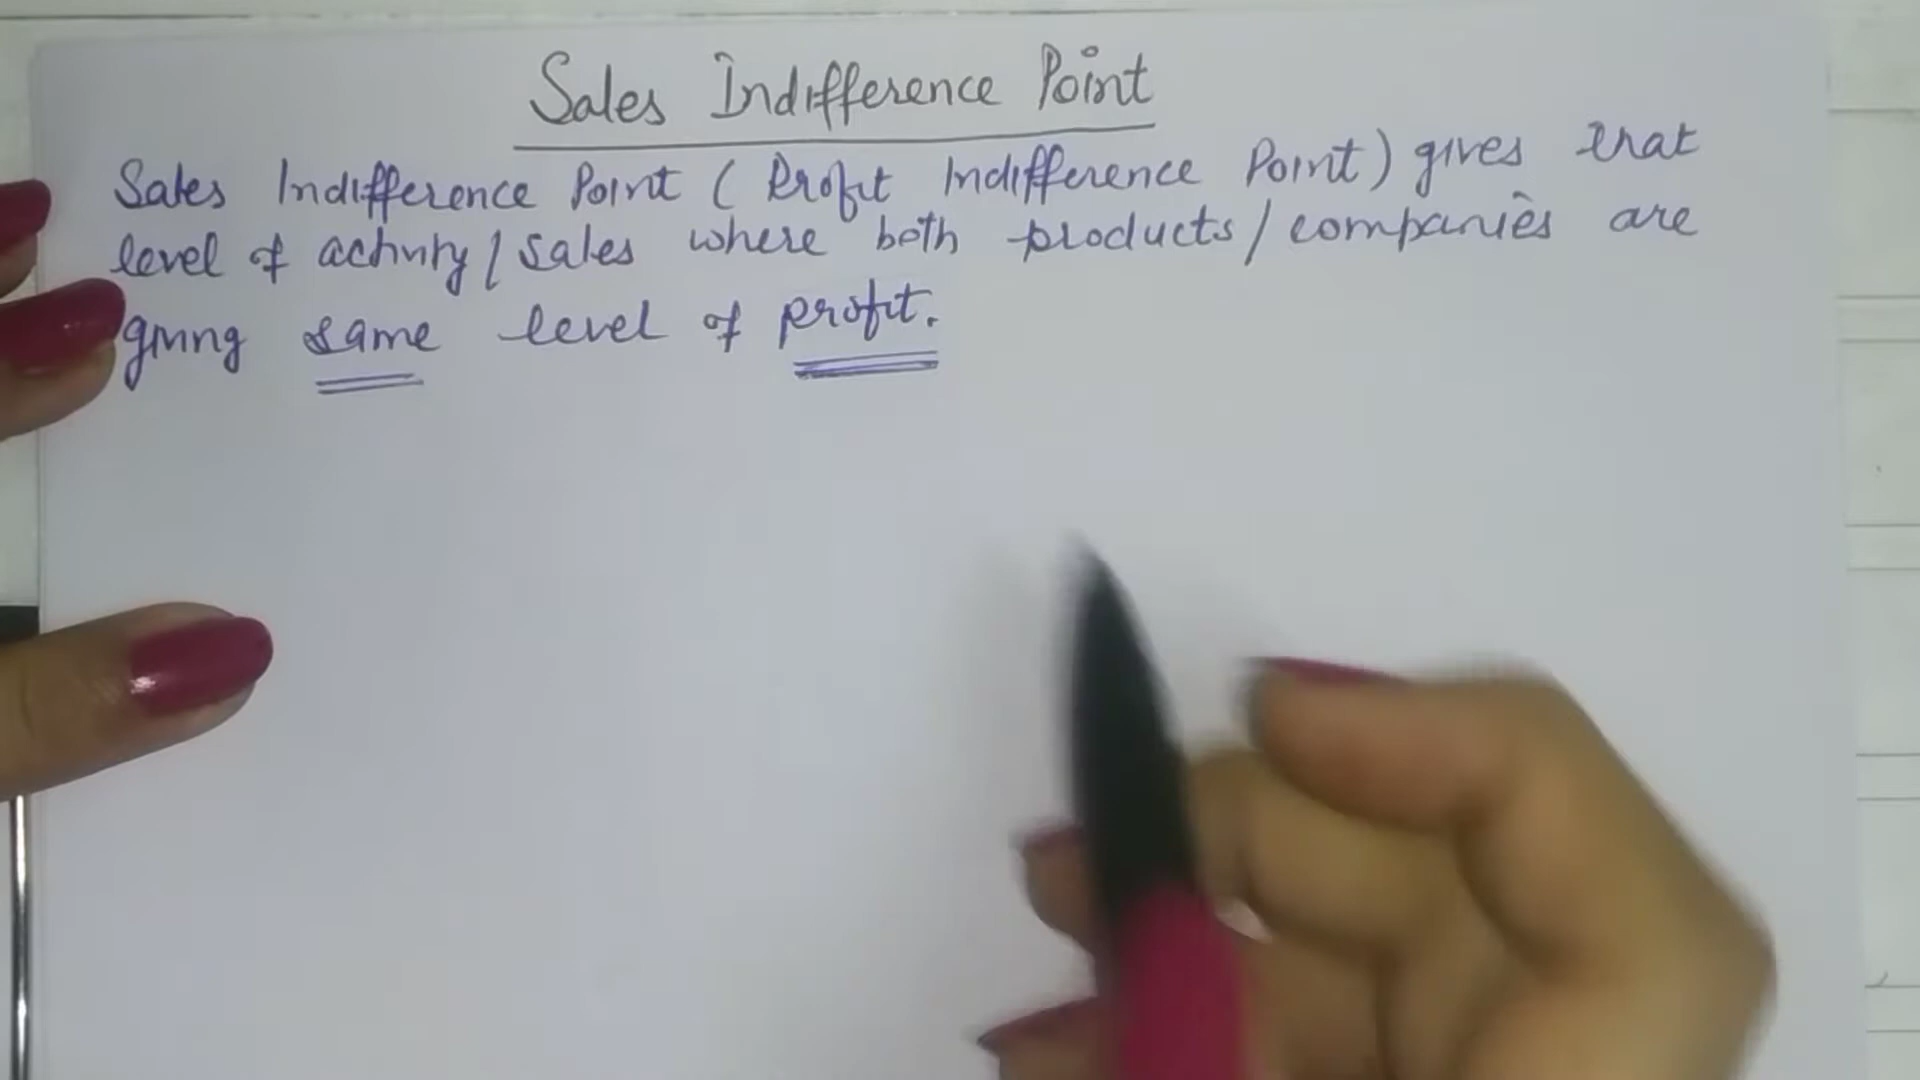 Sales Indifference Point
Sales Indifference Point (Profit Indifference Point) gives that
level of activity/sales where both products/companies are
giving same level of profit.